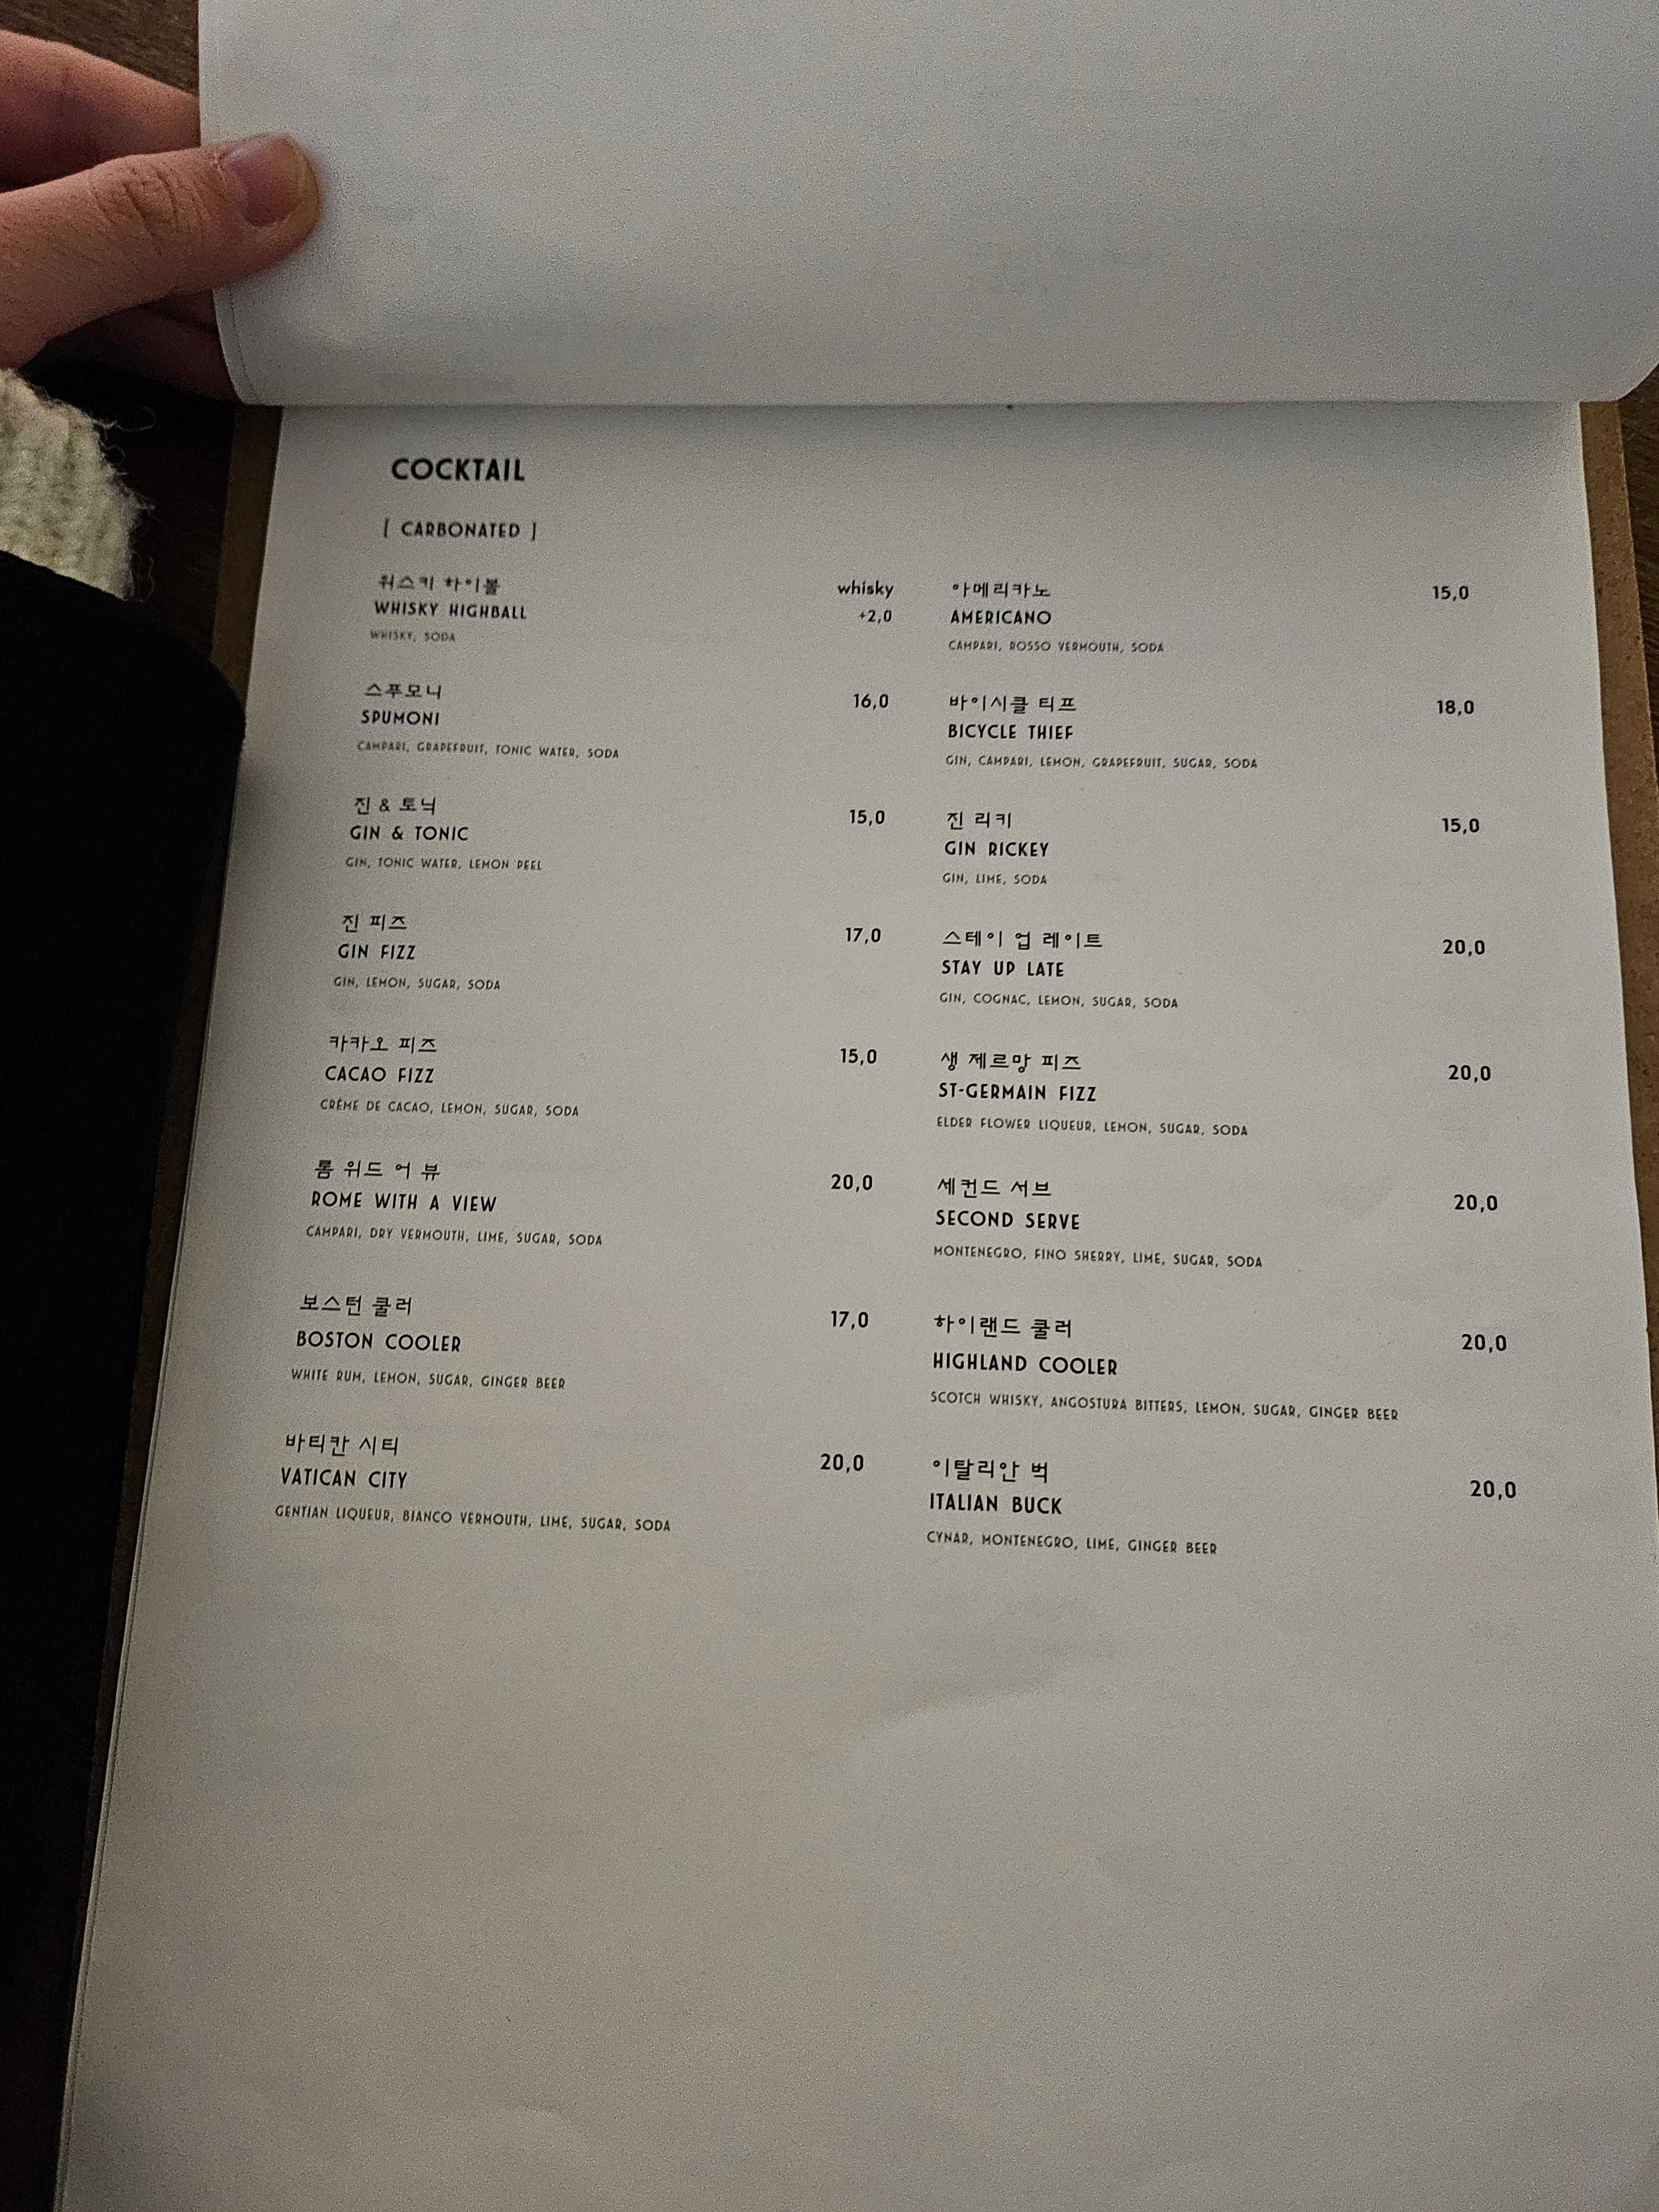 COCKTAIL
[ CARBONATED ]
위스키 하이볼
WHISKY HIGHBALL
WHISKY, SODA
whisky
+2,0
스푸모니
SPUMONI
CAMPARI, GRAPEFRUIT, TONIC WATER, SODA
16,0
진 & 토닉
GIN & TONIC
GIN, TONIC WATER, LEMON PEEL
15,0
진 피즈
GIN FIZZ
GIN, LEMON, SUGAR, SODA
17,0
카카오 피즈
CACAO FIZZ
CRÉME DE CACAO, LEMON, SUGAR, SODA
15,0
롬 위드 어 뷰
ROME WITH A VIEW
CAMPARI, DRY VERMOUTH, LIME, SUGAR, SODA
20,0
보스턴 쿨러
BOSTON COOLER
WHITE RUM, LEMON, SUGAR, GINGER BEER
17,0
바티칸 시티
VATICAN CITY
GENTIAN LIQUEUR, BIANCO VERMOUTH, LIME, SUGAR, SODA
20,0
아메리카노
AMERICANO
CAMPARI, ROSSO VERMOUTH, SODA
15,0
바이시클 티프
BICYCLE THIEF
GIN, CAMPARI, LEMON, GRAPEFRUIT, SUGAR, SODA
18,0
진 리키
GIN RICKEY
GIN, LIME, SODA
15,0
스테이 업 레이트
STAY UP LATE
GIN, COGNAC, LEMON, SUGAR, SODA
20,0
생 제르망 피즈
ST-GERMAIN FIZZ
ELDER FLOWER LIQUEUR, LEMON, SUGAR, SODA
20,0
세컨드 서브
SECOND SERVE
MONTENEGRO, FINO SHERRY, LIME, SUGAR, SODA
20,0
하이랜드 쿨러
HIGHLAND COOLER
SCOTCH WHISKY, ANGOSTURA BITTERS, LEMON, SUGAR, GINGER BEER
20,0
이탈리안 벅
ITALIAN BUCK
CYNAR, MONTENEGRO, LIME, GINGER BEER
20,0